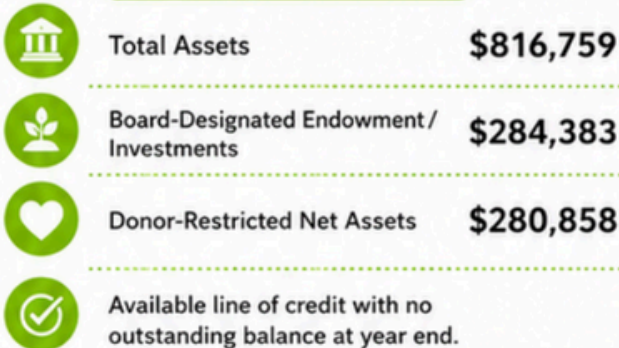 Total Assets $816,759
Board-Designated Endowment/ $284,383
Investments
Donor-Restricted Net Assets $280,858
Available line of credit with no
outstanding balance at year end.